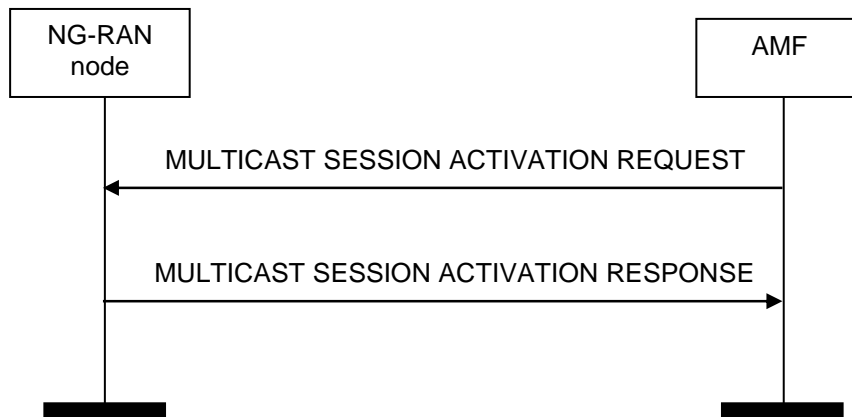 NG-RAN
node
AMF
MULTICAST SESSION ACTIVATION REQUEST
MULTICAST SESSION ACTIVATION RESPONSE